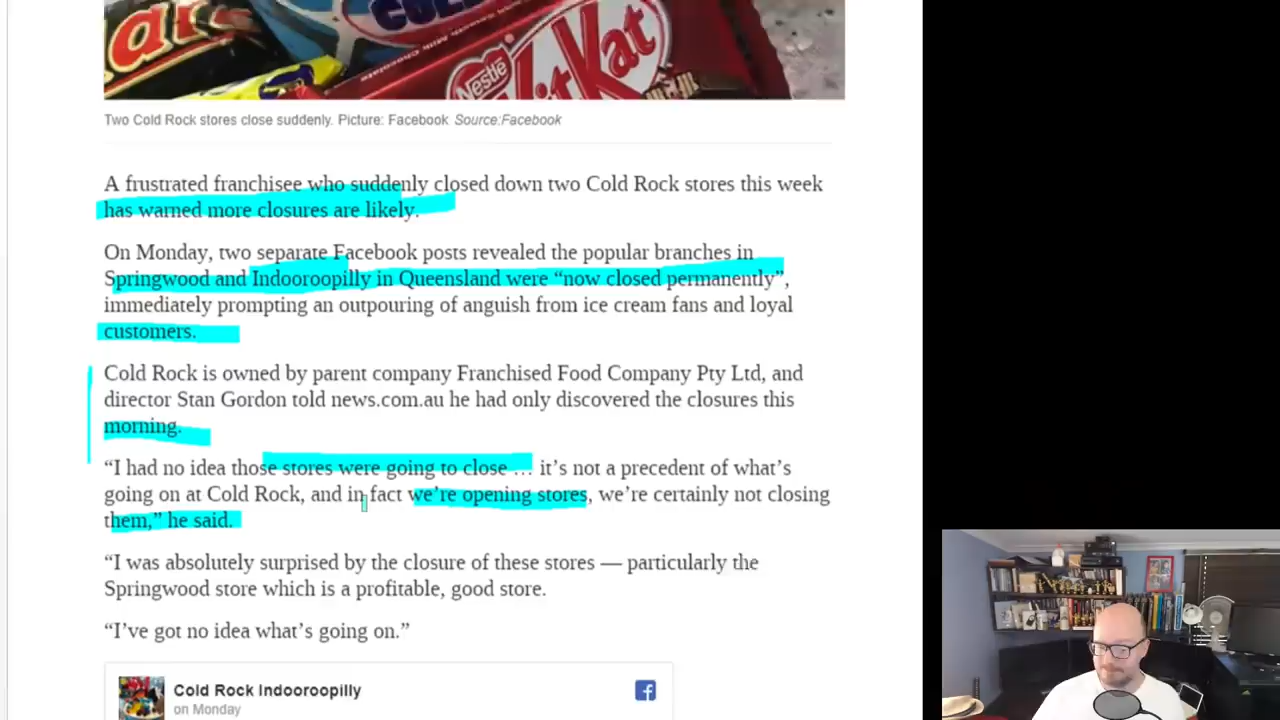 Nestlé
KitKat
Two Cold Rock stores close suddenly. Picture: Facebook Source:Facebook
A frustrated franchisee who suddenly closed down two Cold Rock stores this week
has warned more closures are likely.
On Monday, two separate Facebook posts revealed the popular branches in
Springwood and Indooroopilly in Queensland were “now closed permanently”,
immediately prompting an outpouring of anguish from ice cream fans and loyal
customers.
Cold Rock is owned by parent company Franchised Food Company Pty Ltd, and
director Stan Gordon told news.com.au he had only discovered the closures this
morning.
“I had no idea those stores were going to close … it’s not a precedent of what’s
going on at Cold Rock, and in fact we’re opening stores, we’re certainly not closing
them,” he said.
“I was absolutely surprised by the closure of these stores — particularly the
Springwood store which is a profitable, good store.
“I’ve got no idea what’s going on.”
Cold Rock Indooroopilly
on Monday